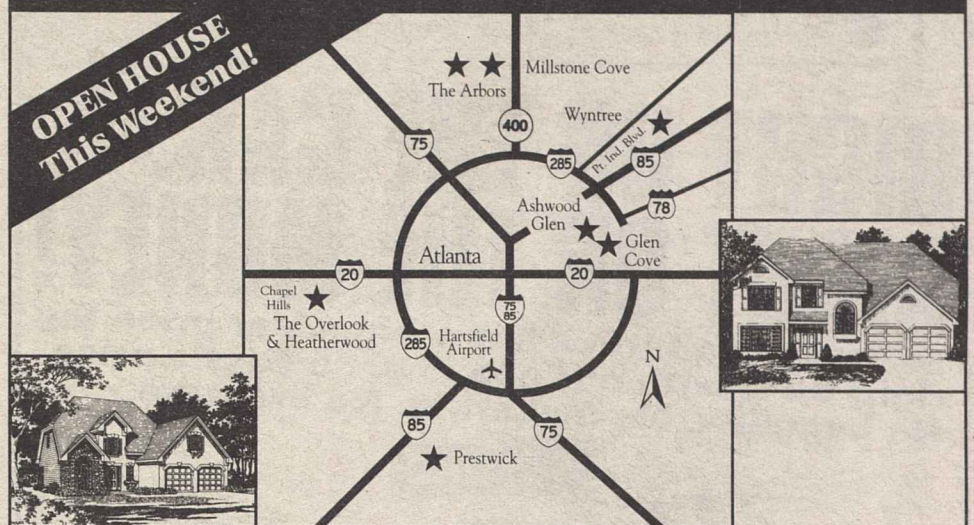 OPEN HOUSE
This Weekend!
Millstone Cove
The Arbors
400
Wyntree
75
285
Pt. Ind. Blvd.
85
78
Ashwood
Glen
Glen
Cove
Atlanta
20
20
Chapel
Hills
The Overlook
& Heatherwood
75
85
Hartsfield
Airport
285
N
85
75
Prestwick